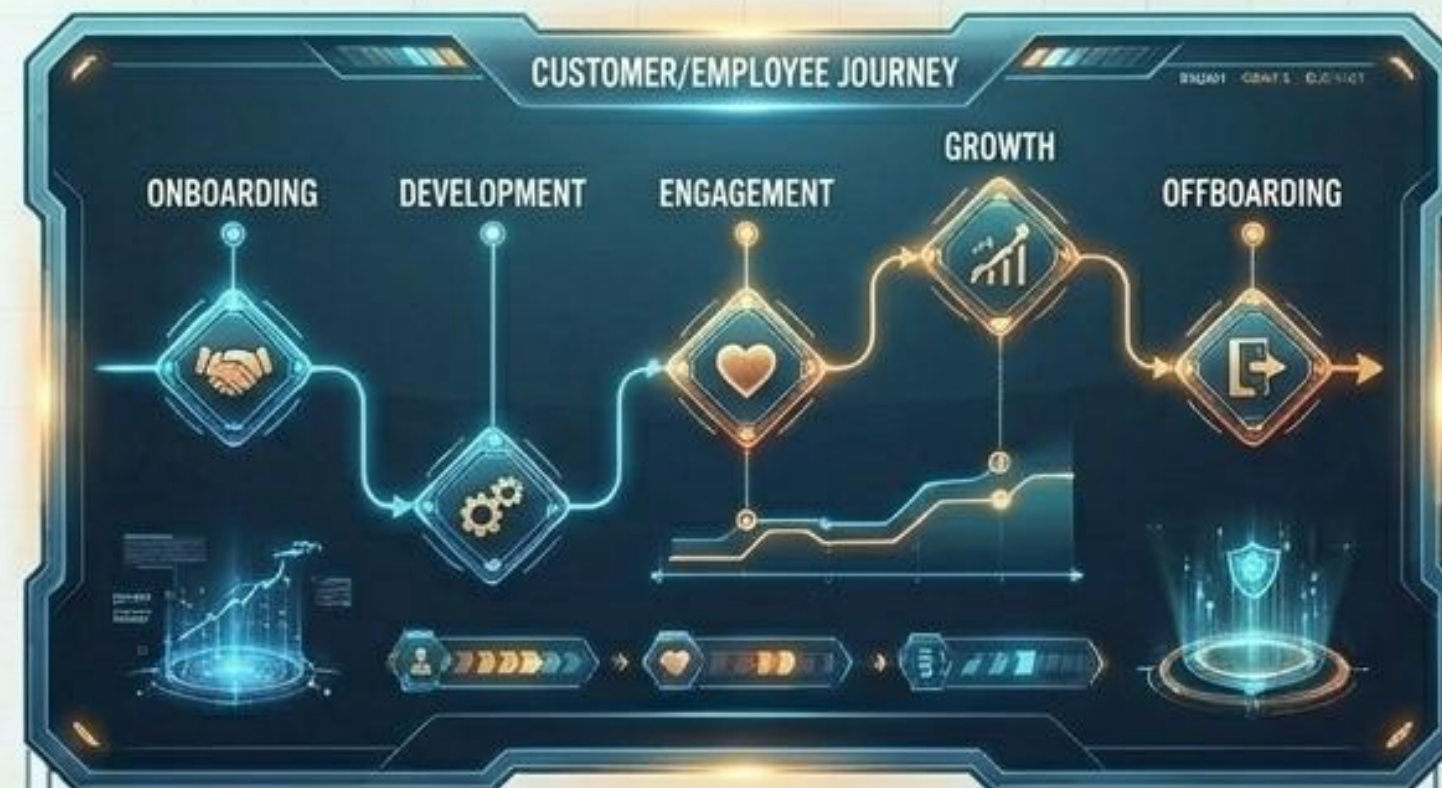 CUSTOMER/EMPLOYEE JOURNEY
GROWTH
ONBOARDING
DEVELOPMENT
ENGAGEMENT
OFFBOARDING